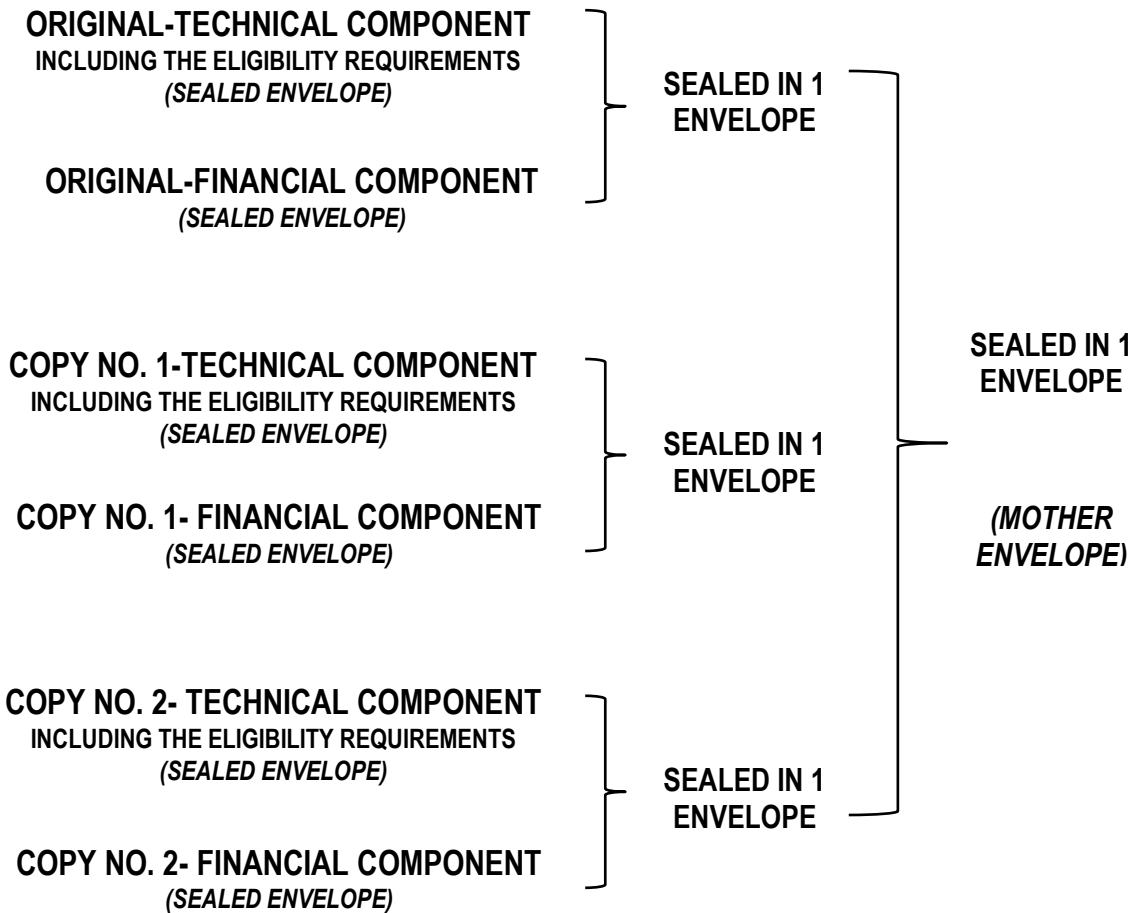 ORIGINAL-TECHNICAL COMPONENT
INCLUDING THE ELIGIBILITY REQUIREMENTS
(SEALED ENVELOPE)
ORIGINAL-FINANCIAL COMPONENT
(SEALED ENVELOPE)
SEALED IN 1
ENVELOPE
COPY NO. 1-TECHNICAL COMPONENT
INCLUDING THE ELIGIBILITY REQUIREMENTS
(SEALED ENVELOPE)
COPY NO. 1- FINANCIAL COMPONENT
(SEALED ENVELOPE)
SEALED IN 1
ENVELOPE
COPY NO. 2- TECHNICAL COMPONENT
INCLUDING THE ELIGIBILITY REQUIREMENTS
(SEALED ENVELOPE)
COPY NO. 2- FINANCIAL COMPONENT
(SEALED ENVELOPE)
SEALED IN 1
ENVELOPE
SEALED IN 1
ENVELOPE
(MOTHER
ENVELOPE)